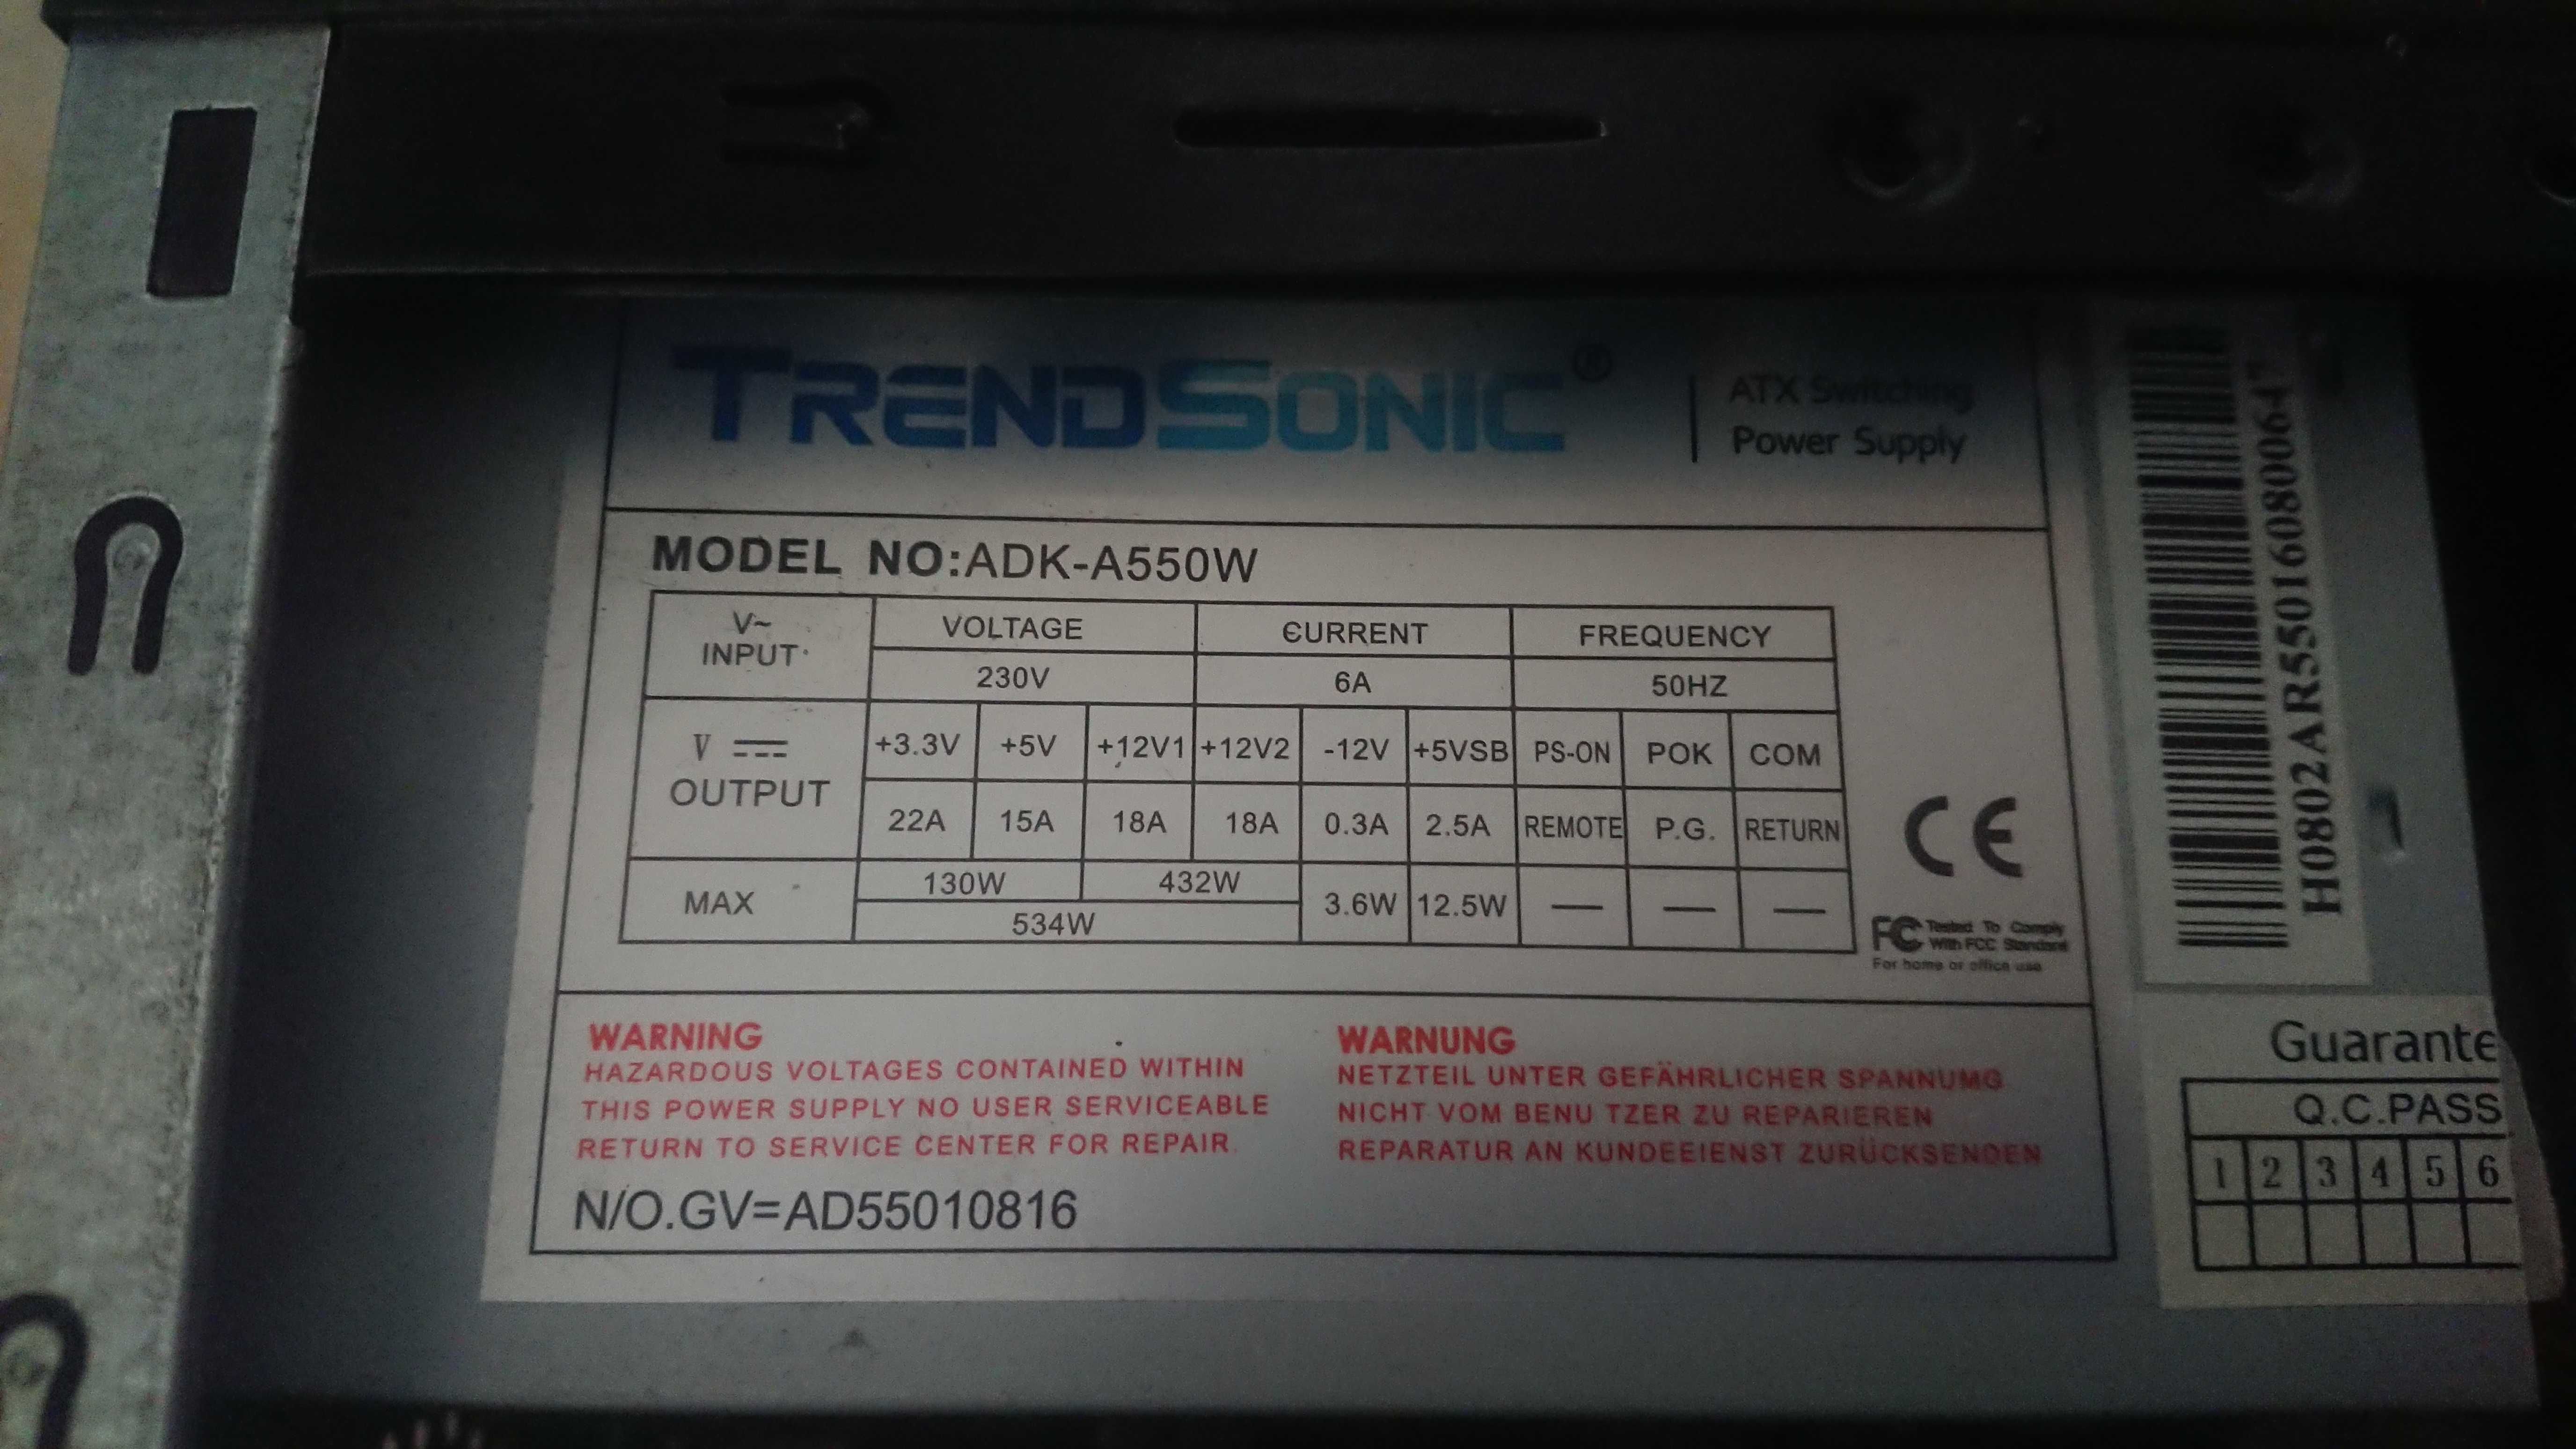 TRENDSONIC®
ATX Switching
Power Supply
MODEL NO:ADK-A550W
V~ INPUT VOLTAGE CURRENT FREQUENCY
230V 6A 50HZ
V OUTPUT +3.3V +5V +12V1 +12V2 -12V +5VSB PS-ON POK COM
22A 15A 18A 18A 0.3A 2.5A REMOTE P.G. RETURN
MAX 130W 432W 3.6W 12.5W — — —
534W
CE
FC Tested To Comply
With FCC Standard
For home or office use
WARNING
HAZARDOUS VOLTAGES CONTAINED WITHIN
THIS POWER SUPPLY NO USER SERVICEABLE
RETURN TO SERVICE CENTER FOR REPAIR.
WARNUNG
NETZTEIL UNTER GEFÄHRLICHER SPANNUMG
NICHT VOM BENU TZER ZU REPARIEREN
REPARATUR AN KUNDEEIENST ZURÜCKSENDEN
N/O.GV=AD55010816
H0802AR550160800647
Guarante
Q.C.PASS
1 2 3 4 5 6